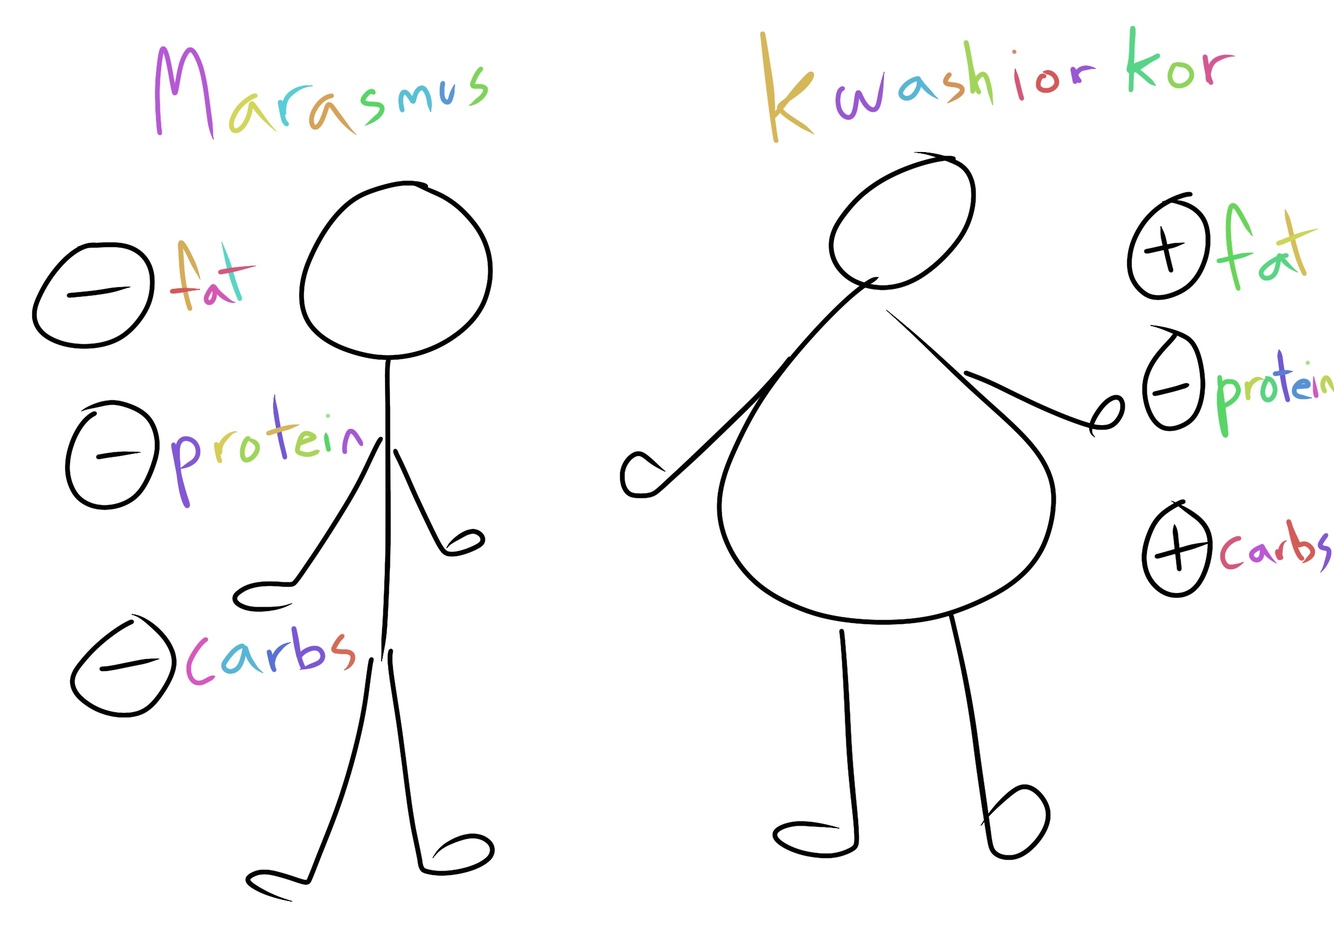 Marasmus
⊖ fat
⊖ protein
⊖ carbs
Kwashiorkor
⊕ fat
⊖ protein
⊕ carbs